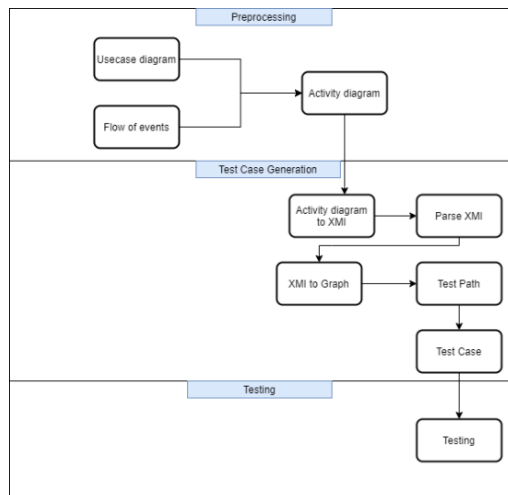 Preprocessing
Usecase diagram
Flow of events
Activity diagram
Test Case Generation
Activity diagram
to XMI
Parse XMI
XMI to Graph
Test Path
Test Case
Testing
Testing